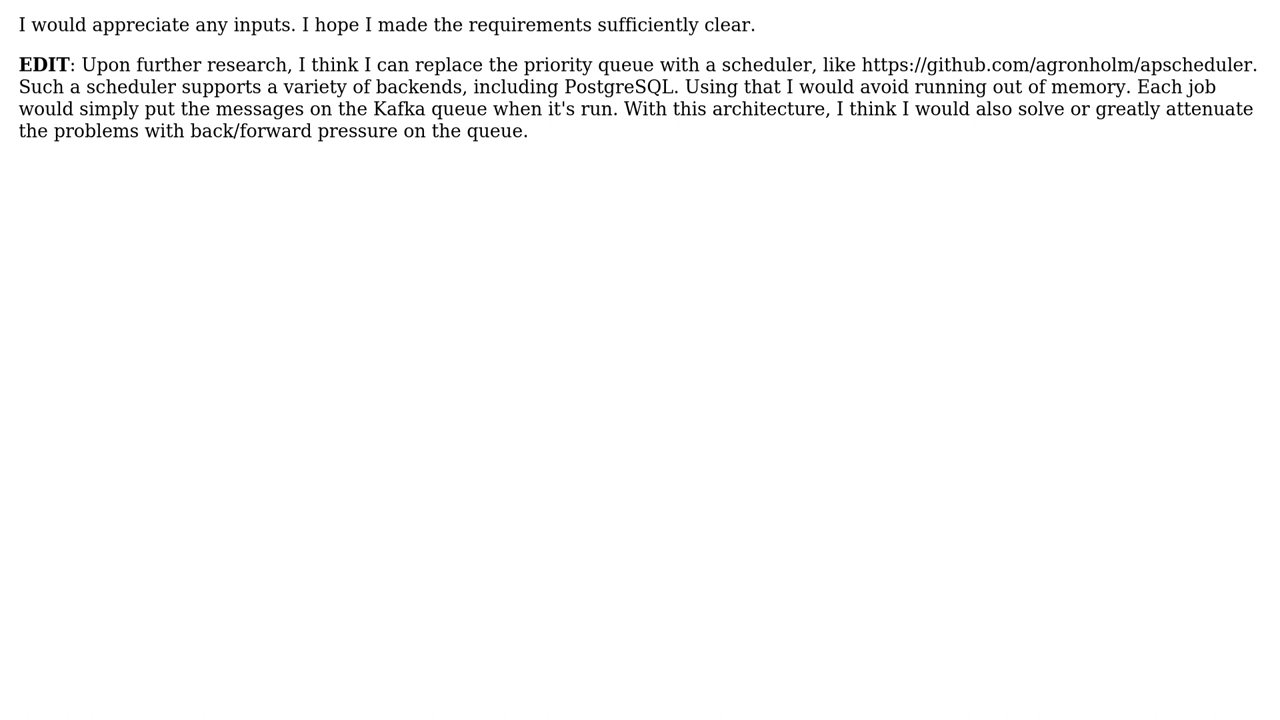 I would appreciate any inputs. I hope I made the requirements sufficiently clear.
EDIT: Upon further research, I think I can replace the priority queue with a scheduler, like https://github.com/agronholm/apscheduler.
Such a scheduler supports a variety of backends, including PostgreSQL. Using that I would avoid running out of memory. Each job
would simply put the messages on the Kafka queue when it's run. With this architecture, I think I would also solve or greatly attenuate
the problems with back/forward pressure on the queue.